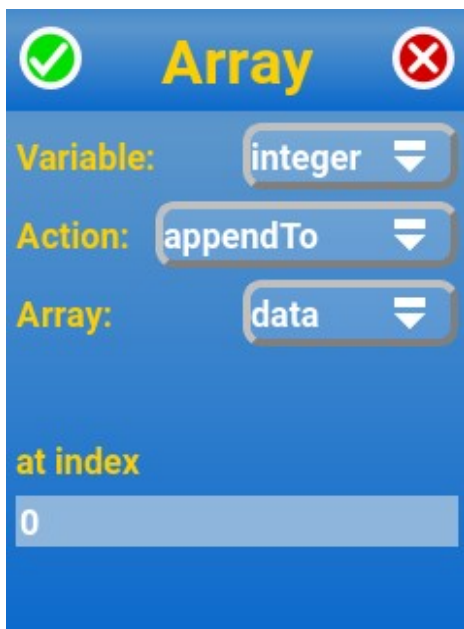 Array
Variable: integer
Action: appendTo
Array: data
at index
0